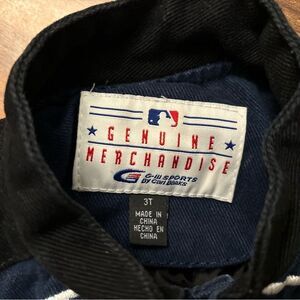 GENUINE
MERCHANDISE
G-III SPORTS
BY CARL BANKS
3T
MADE IN
CHINA
HECHO EN
CHINA